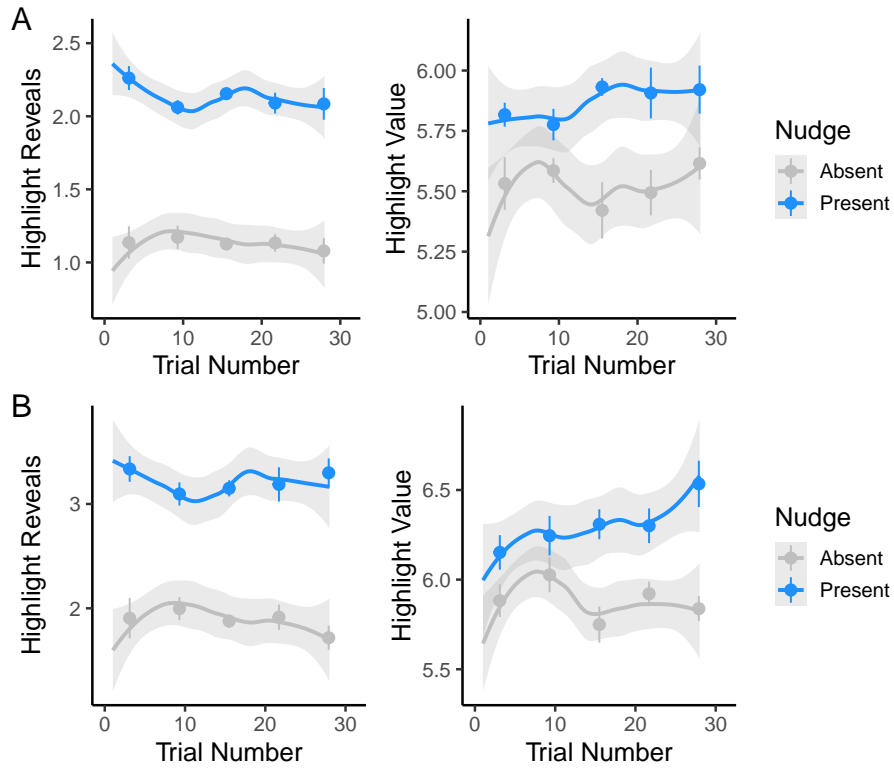 A
Highlight Reveals
2.5
2.0
1.5
1.0
0 10 20 30
Trial Number
Highlight Value
6.00
5.75
5.50
5.25
5.00
0 10 20 30
Trial Number
Nudge
Absent
Present
B
Highlight Reveals
3
2
0 10 20 30
Trial Number
Highlight Value
6.5
6.0
5.5
0 10 20 30
Trial Number
Nudge
Absent
Present